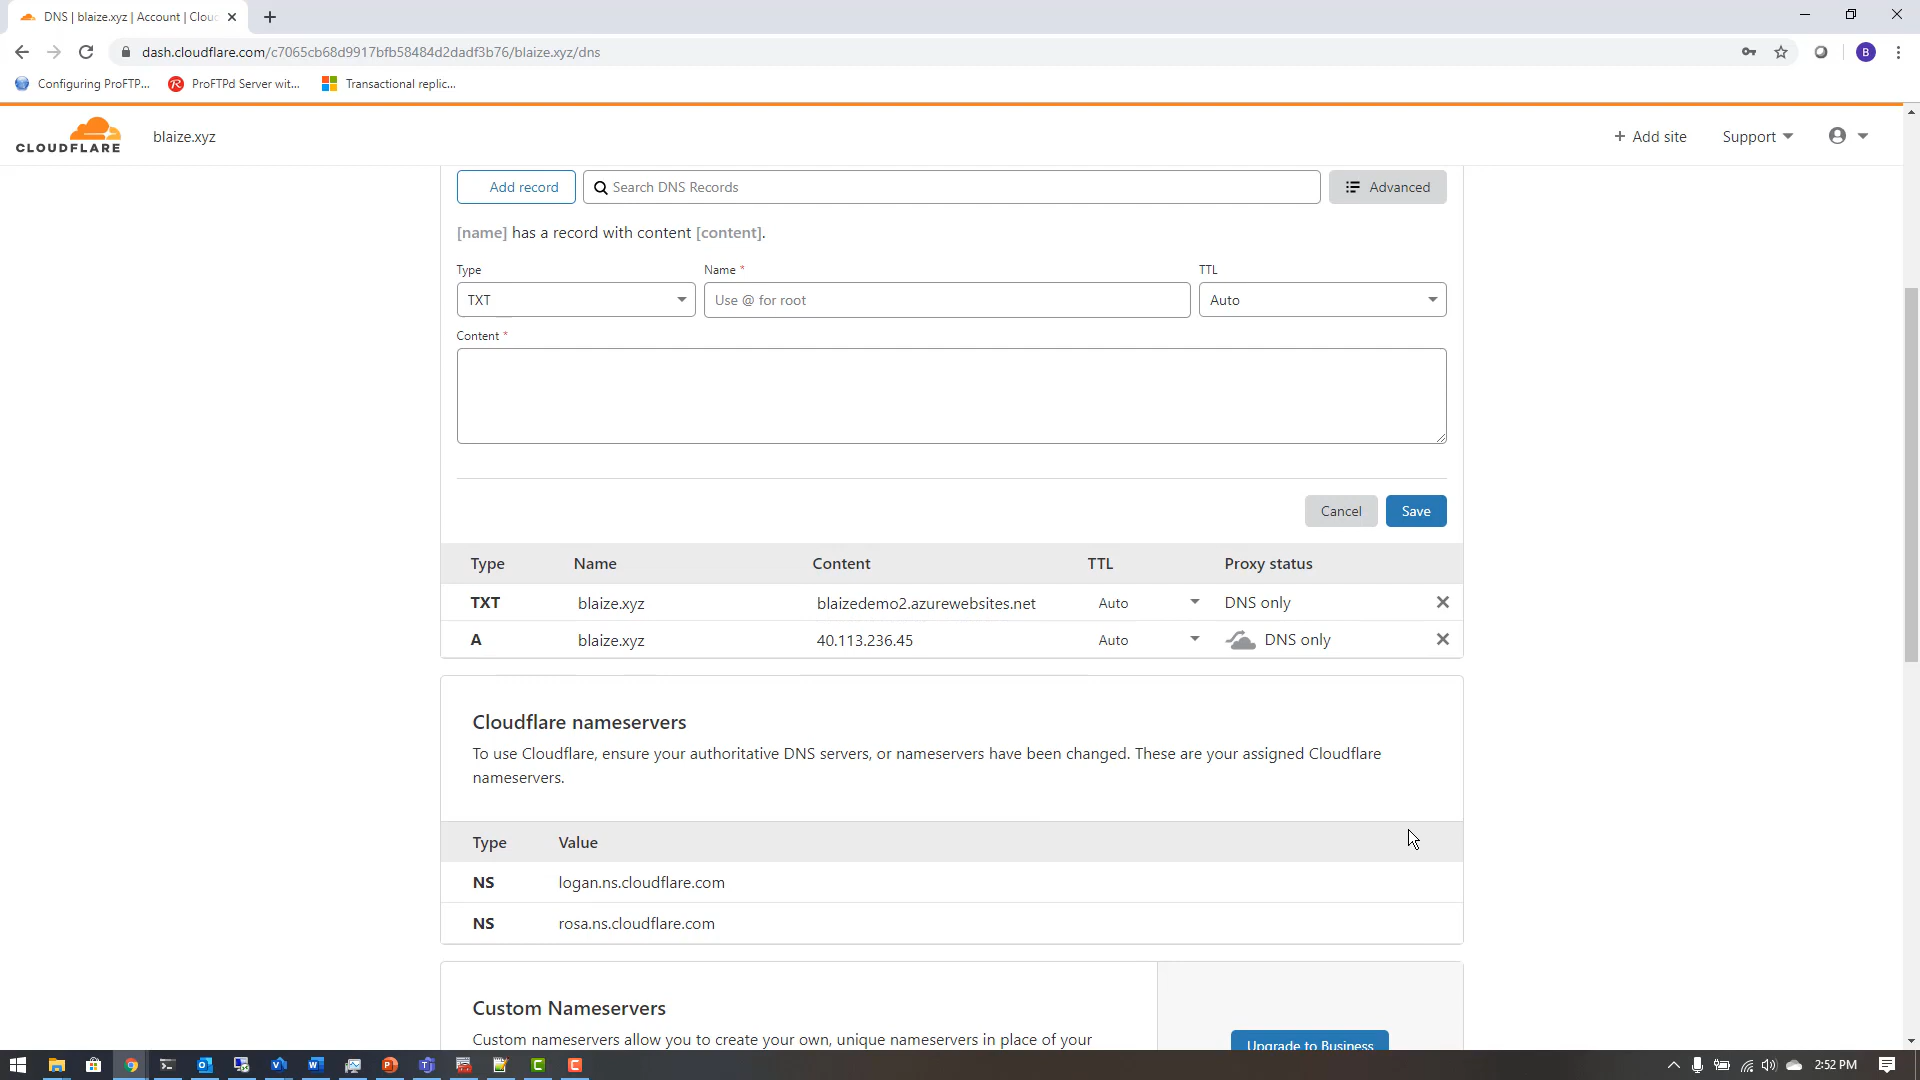 DNS | blaize.xyz | Account | Clou
dash.cloudflare.com/c7065cb68d9917bfb58484d2dadf3b76/blaize.xyz/dns
B
Configuring ProFTP...
ProFTPd Server wit...
Transactional replic...
CLOUDFLARE
blaize.xyz
+ Add site
Support
Add record
Search DNS Records
Advanced
[name] has a record with content [content].
Type
Name *
TTL
TXT
Use @ for root
Auto
Content *
Cancel
Save
Type Name Content TTL Proxy status
TXT blaize.xyz blaizedemo2.azurewebsites.net Auto DNS only
A blaize.xyz 40.113.236.45 Auto DNS only
Cloudflare nameservers
To use Cloudflare, ensure your authoritative DNS servers, or nameservers have been changed. These are your assigned Cloudflare
nameservers.
Type Value
NS logan.ns.cloudflare.com
NS rosa.ns.cloudflare.com
Custom Nameservers
Custom nameservers allow you to create your own, unique nameservers in place of your
Upgrade to Business
2:52 PM